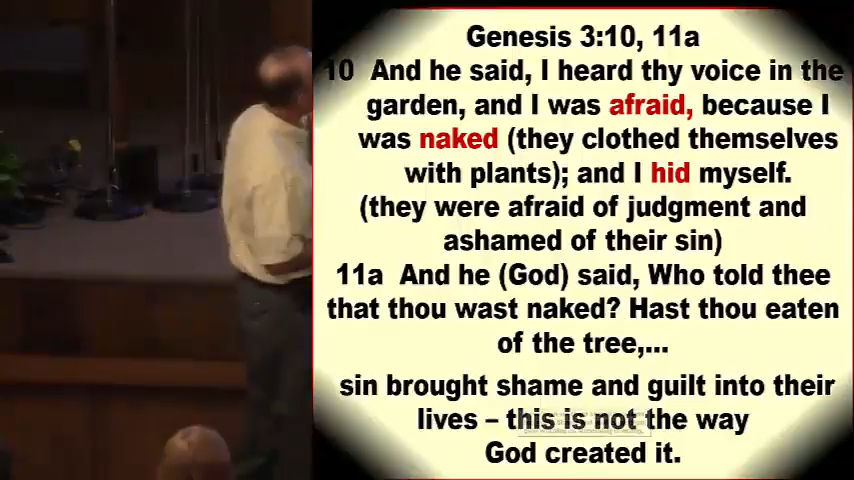 Genesis 3:10, 11a
10 And he said, I heard thy voice in the
garden, and I was afraid, because I
was naked (they clothed themselves
with plants); and I hid myself.
(they were afraid of judgment and
ashamed of their sin)
11a And he (God) said, Who told thee
that thou wast naked? Hast thou eaten
of the tree,...
sin brought shame and guilt into their
lives – this is not the way
God created it.